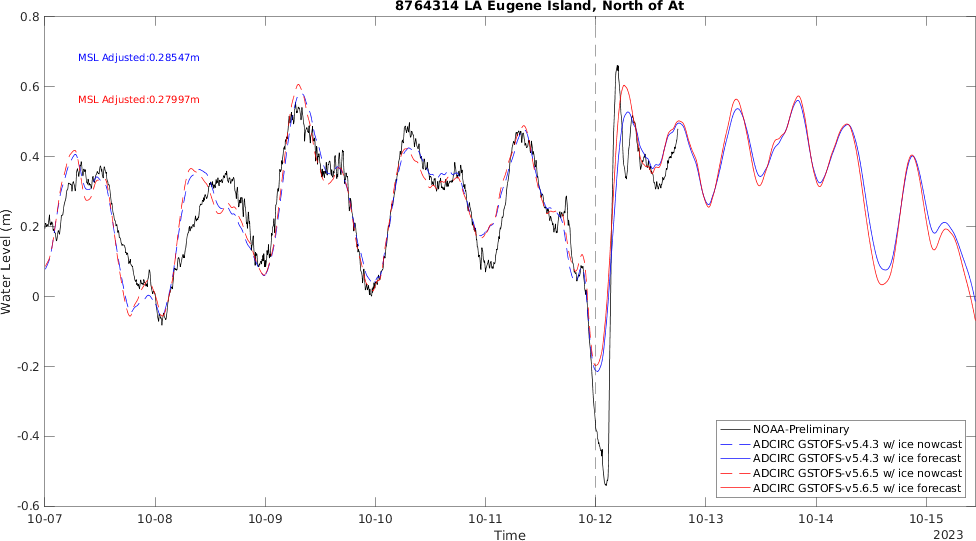 8764314 LA Eugene Island, North of At
MSL Adjusted:0.28547m
MSL Adjusted:0.27997m
Water Level (m)
0.8
0.6
0.4
0.2
0
-0.2
-0.4
-0.6
NOAA-Preliminary
ADCIRC GSTOFS-v5.4.3 w/ ice nowcast
ADCIRC GSTOFS-v5.4.3 w/ ice forecast
ADCIRC GSTOFS-v5.6.5 w/ ice nowcast
ADCIRC GSTOFS-v5.6.5 w/ ice forecast
10-07 10-08 10-09 10-10 10-11 10-12 10-13 10-14 10-15
Time
2023